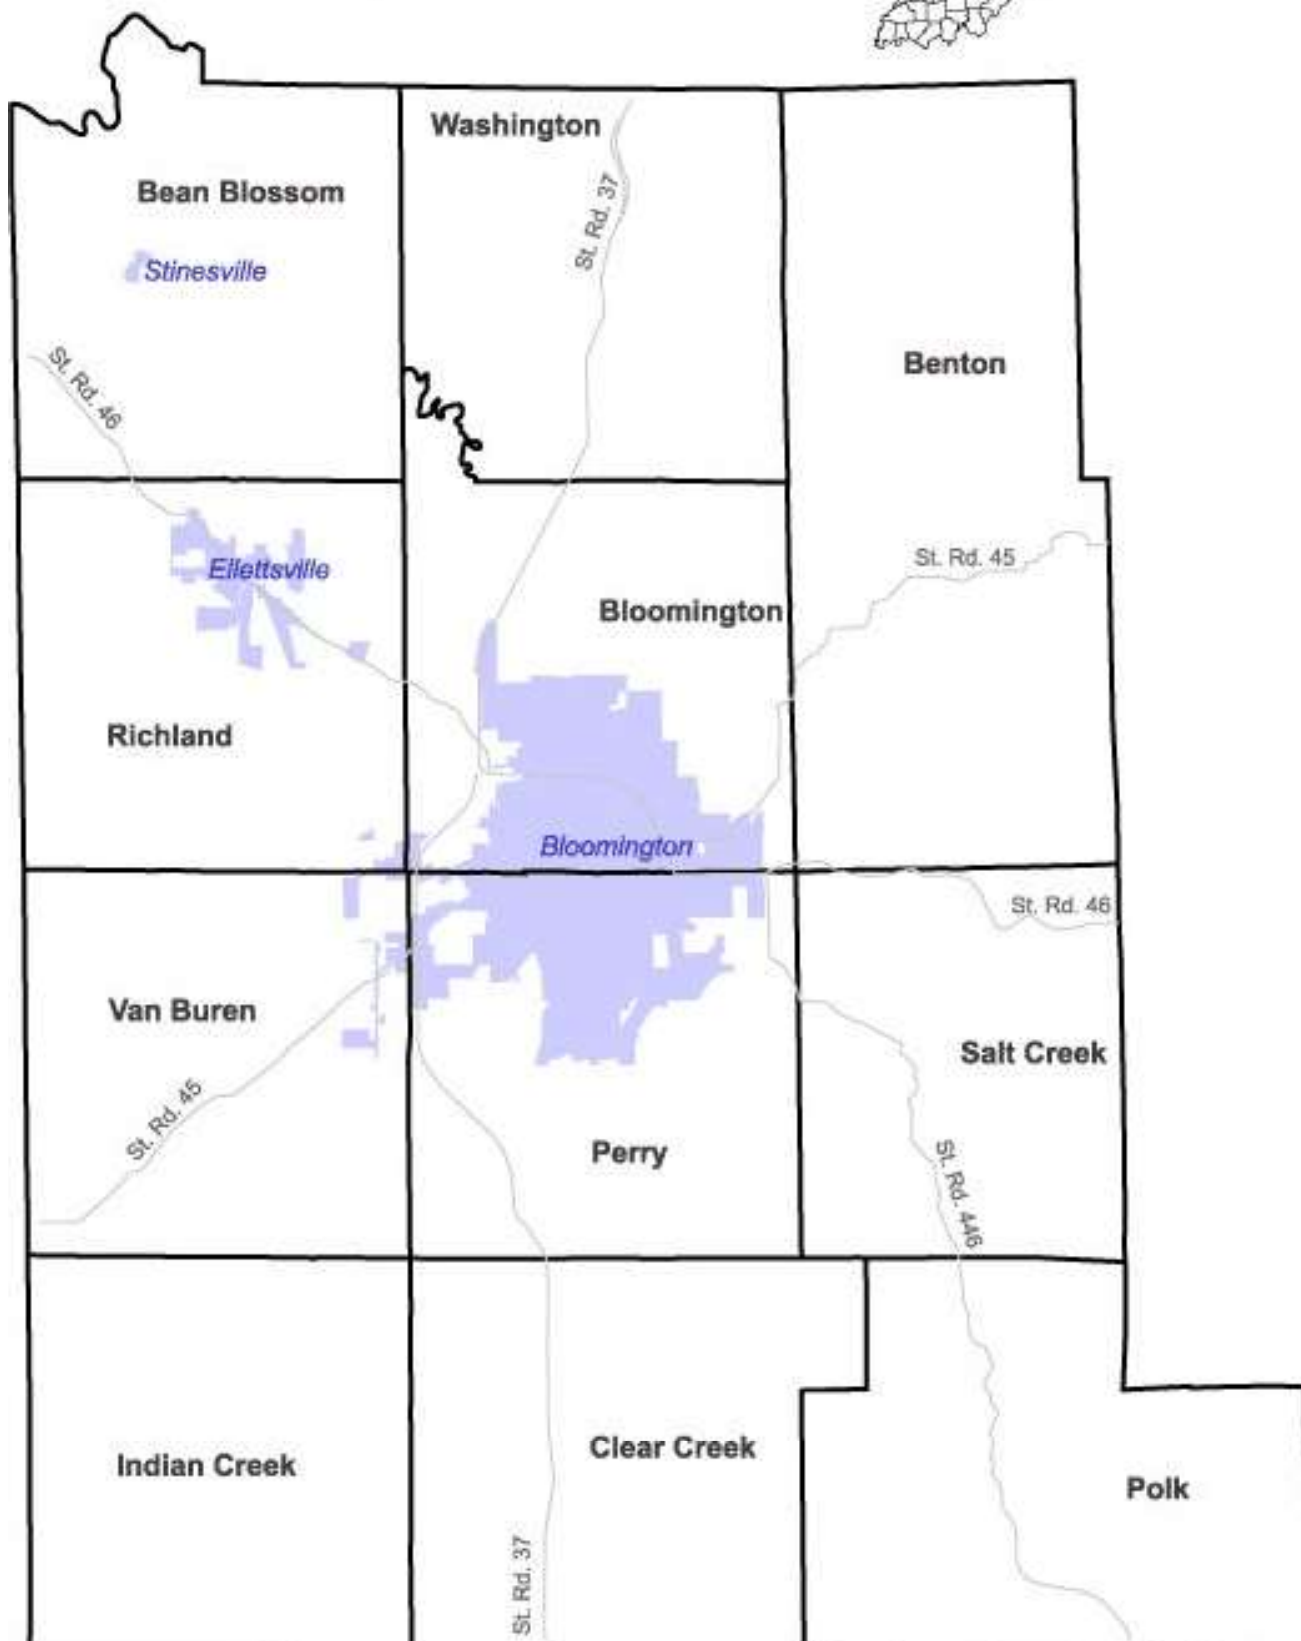 Washington
Bean Blossom
St. Rd. 37
Stinesville
St. Rd. 46
Benton
St. Rd. 45
Ellettsville
Bloomington
Richland
Bloomington
St. Rd. 46
Van Buren
Salt Creek
St. Rd. 45
Perry
St. Rd. 446
Clear Creek
Indian Creek
Polk
St. Rd. 37